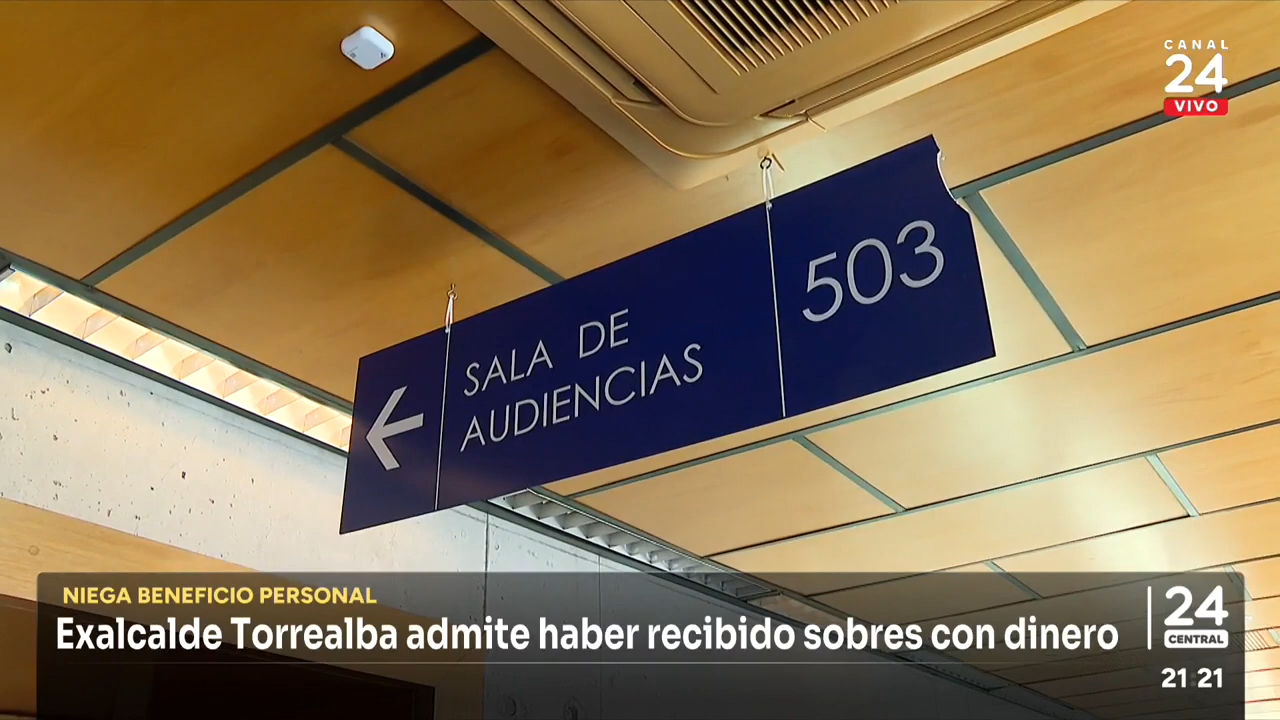 CANAL
24
VIVO
SALA DE
AUDIENCIAS
503
NIEGA BENEFICIO PERSONAL
Exalcalde Torrealba admite haber recibido sobres con dinero
24
CENTRAL
21 21